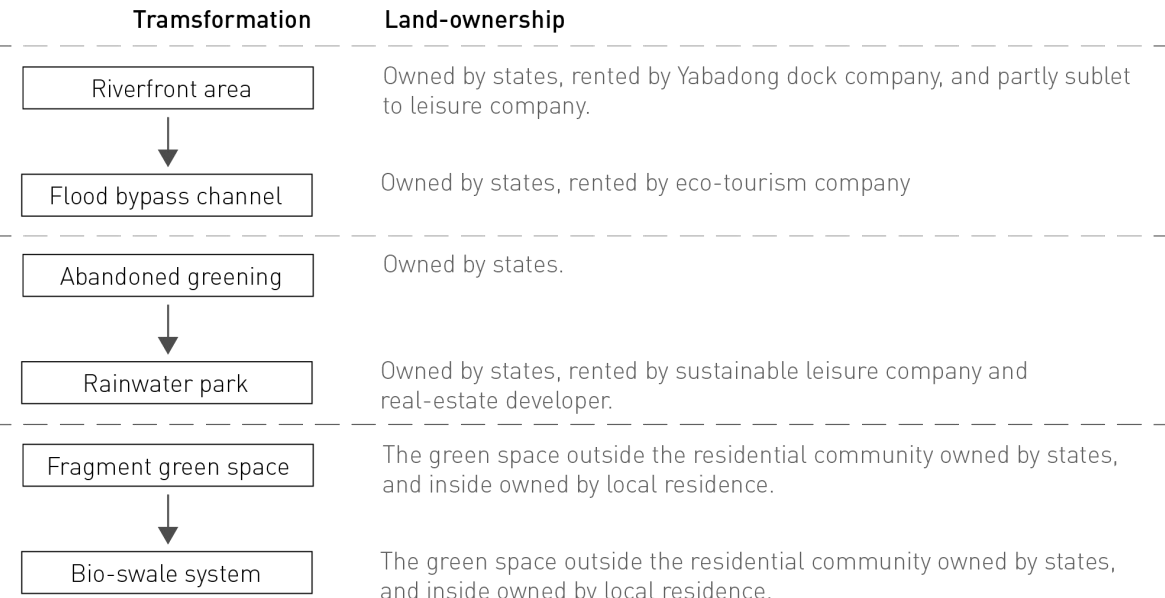 Tramsformation Land-ownership
Riverfront area
Owned by states, rented by Yabadong dock company, and partly sublet
to leisure company.
Flood bypass channel
Owned by states, rented by eco-tourism company
Abandoned greening
Owned by states.
Rainwater park
Owned by states, rented by sustainable leisure company and
real-estate developer.
Fragment green space
The green space outside the residential community owned by states,
and inside owned by local residence.
Bio-swale system
The green space outside the residential community owned by states,
and inside owned by local residence.